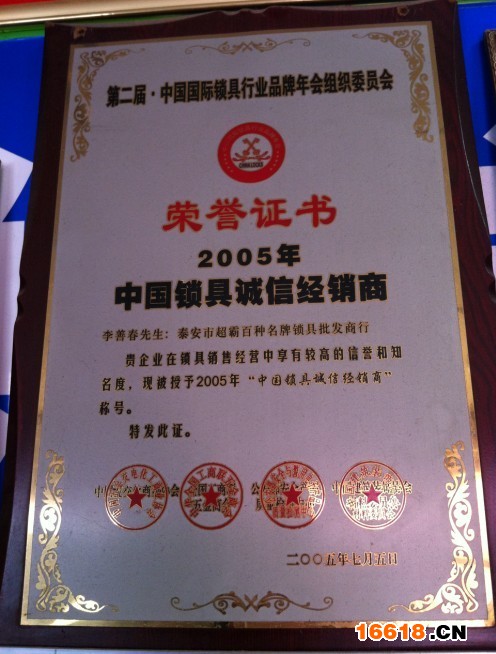 第二届·中国国际锁具行业品牌年会组织委员会
荣誉证书
2005年
中国锁具诚信经销商
李善春先生：泰安市超霸百种名牌锁具批发商行
贵企业在锁具销售经营中享有较高的信誉和知
名度，现被授予2005年“中国锁具诚信经销商”
称号。
特发此证。
二〇〇五年七月五日
16618.CN